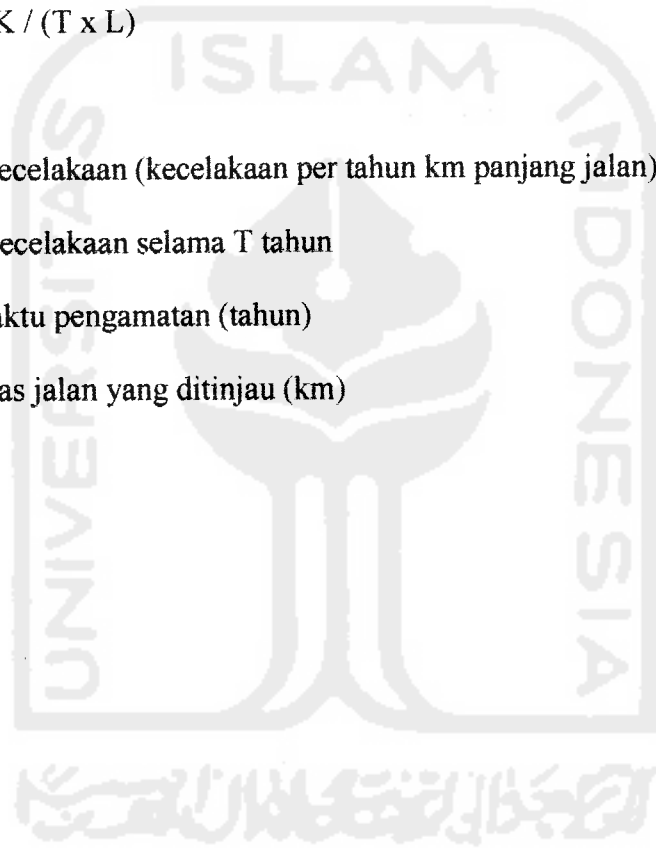 K / (T x L)
ISLAM
UNIVERSITAS
INDONESIA
ecelakaan (kecelakaan per tahun km panjang jalan)
ecelakaan selama T tahun
aktu pengamatan (tahun)
as jalan yang ditinjau (km)